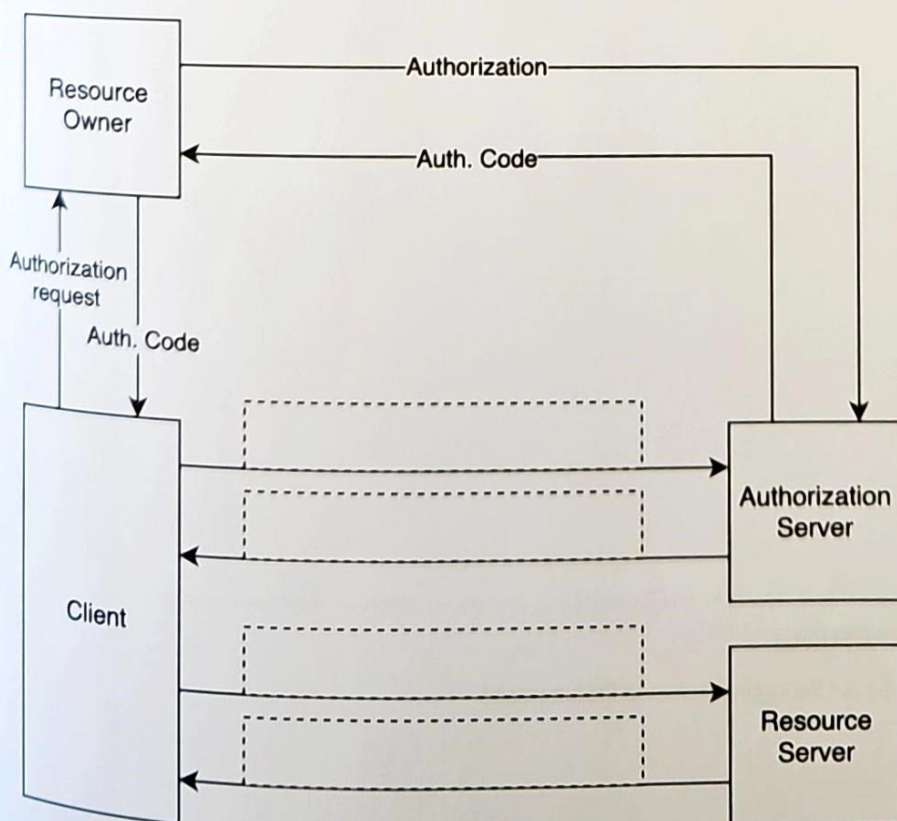 Resource
Owner
Authorization
Auth. Code
Authorization
request
Auth. Code
Client
Authorization
Server
Resource
Server